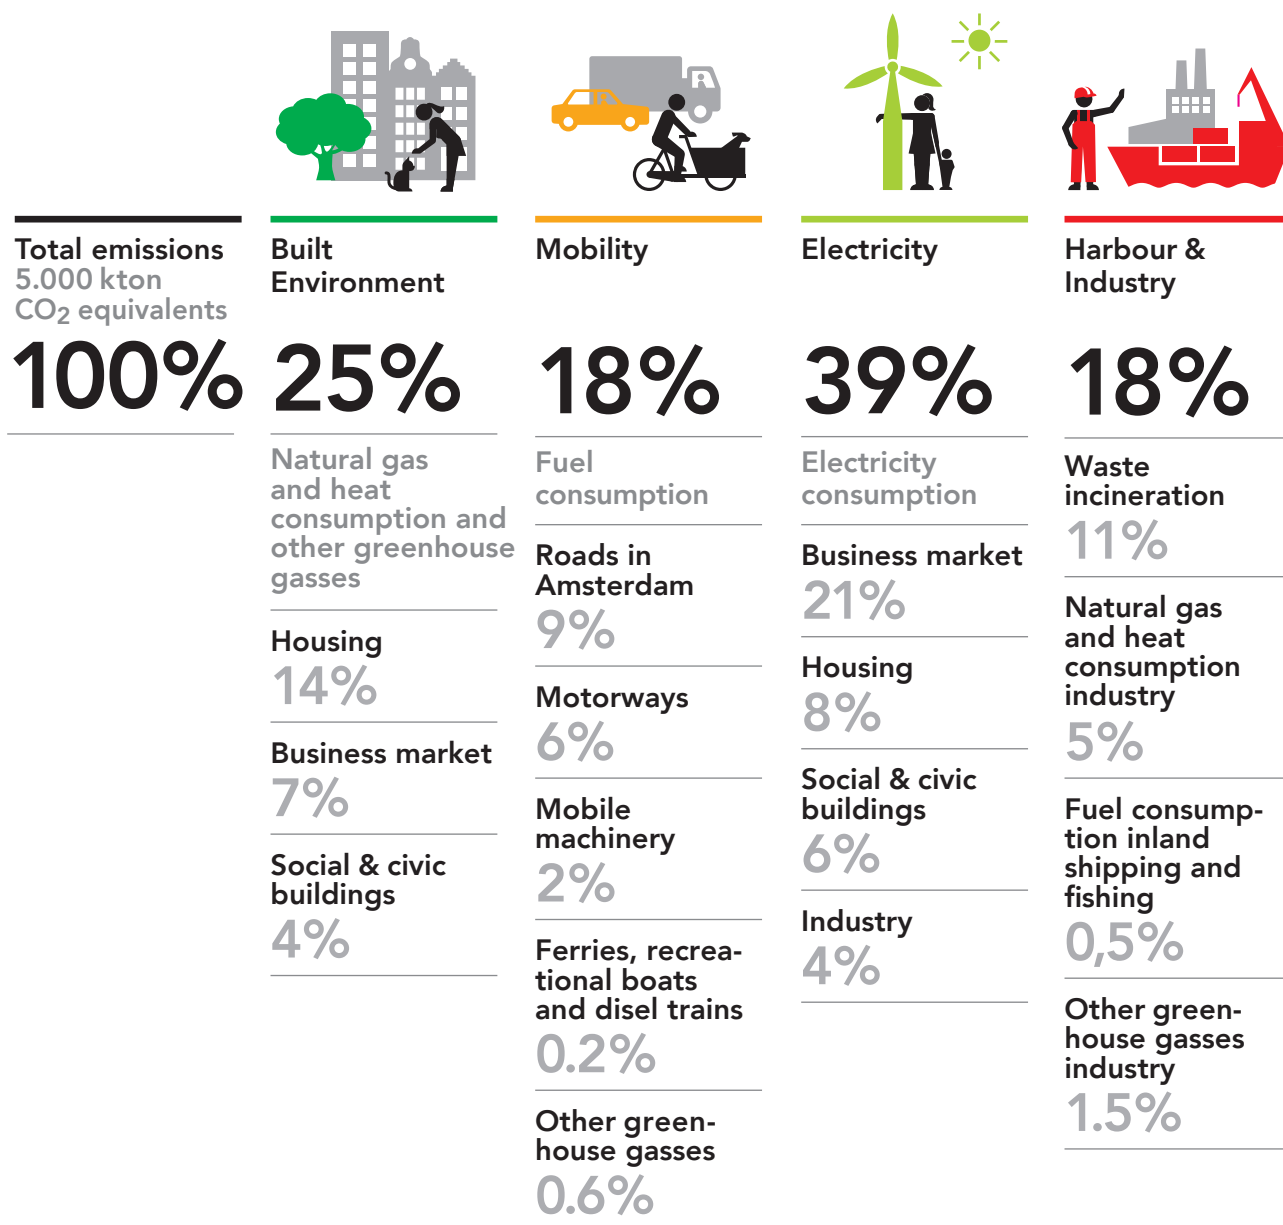 Total emissions
5.000 kton
CO2 equivalents
100%
Built
Environment
25%
Natural gas
and heat
consumption and
other greenhouse
gasses
Housing
14%
Business market
7%
Social & civic
buildings
4%
Mobility
18%
Fuel
consumption
Roads in
Amsterdam
9%
Motorways
6%
Mobile
machinery
2%
Ferries, recrea-
tional boats
and disel trains
0.2%
Other green-
house gasses
0.6%
Electricity
39%
Electricity
consumption
Business market
21%
Housing
8%
Social & civic
buildings
6%
Industry
4%
Harbour &
Industry
18%
Waste
incineration
11%
Natural gas
and heat
consumption
industry
5%
Fuel consump-
tion inland
shipping and
fishing
0,5%
Other green-
house gasses
industry
1.5%